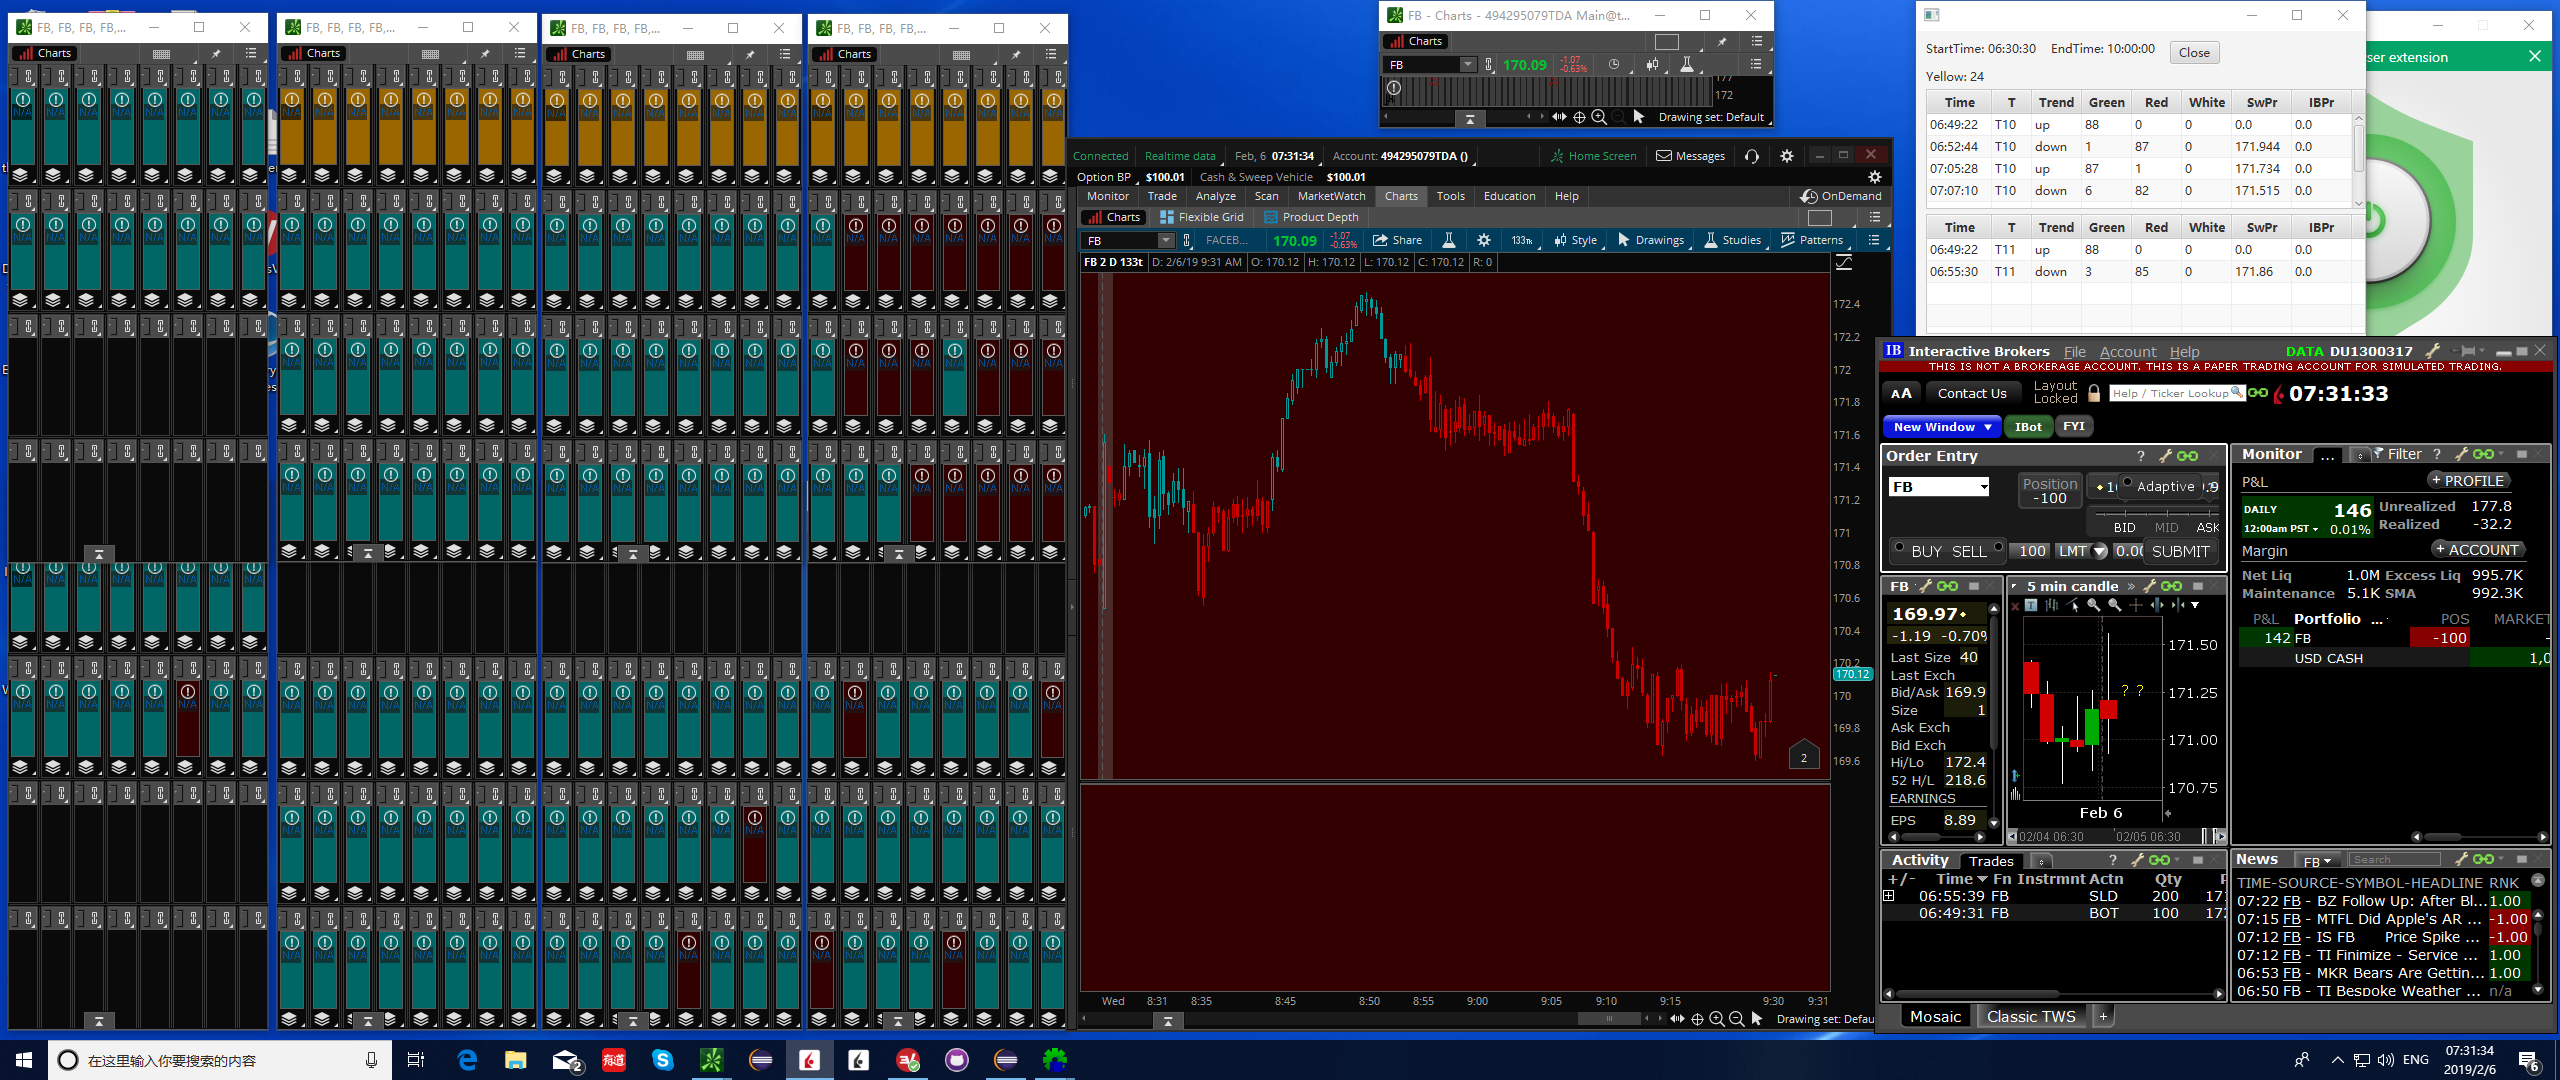 FB, FB, FB, FB,...
Charts
FB, FB, FB, FB,...
Charts
FB, FB, FB, FB,...
Charts
FB, FB, FB, FB,...
Charts
FB - Charts - 494295079TDA Main@t...
Charts
FB 170.09 -1.07 -0.63%
172
Drawing set: Default
StartTime: 06:30:30 EndTime: 10:00:00 Close
Yellow: 24
Time T Trend Green Red White SwPr IBPr
06:49:22 T10 up 88 0 0 0.0 0.0
06:52:44 T10 down 1 87 0 171.944 0.0
07:05:28 T10 up 87 1 0 171.734 0.0
07:07:10 T10 down 6 82 0 171.515 0.0
Time T Trend Green Red White SwPr IBPr
06:49:22 T11 up 88 0 0 0.0 0.0
06:55:30 T11 down 3 85 0 171.86 0.0
ser extension
Connected Realtime data Feb, 6 07:31:34 Account: 494295079TDA () Home Screen Messages
Option BP $100.01 Cash & Sweep Vehicle $100.01
Monitor Trade Analyze Scan MarketWatch Charts Tools Education Help OnDemand
Charts Flexible Grid Product Depth
FB FACEB... 170.09 -1.07 -0.63% Share 133tk Style Drawings Studies Patterns
FB 2 D 133t D: 2/6/19 9:31 AM O: 170.12 H: 170.12 L: 170.12 C: 170.12 R: 0
172.4
172.2
172
171.8
171.6
171.4
171.2
171
170.8
170.6
170.4
170.2
170.12
170
169.8
169.6
2
Wed 8:31 8:35 8:45 8:50 8:55 9:00 9:05 9:10 9:15 9:30 9:31
Drawing set: Defau
IB Interactive Brokers File Account Help DATA DU1300317
THIS IS NOT A BROKERAGE ACCOUNT. THIS IS A PAPER TRADING ACCOUNT FOR SIMULATED TRADING.
AA Contact Us Layout Locked Help / Ticker Lookup 07:31:33
New Window IBot FYI
Order Entry ?
FB Position -100 Adaptive
BID MID ASK
BUY SELL 100 LMT 0.00 SUBMIT
Monitor ... Filter ?
P&L + PROFILE
DAILY 146 Unrealized 177.8
12:00am PST 0.01% Realized -32.2
Margin + ACCOUNT
Net Liq 1.0M Excess Liq 995.7K
Maintenance 5.1K SMA 992.3K
P&L Portfolio ... POS MARKET
142 FB -100
USD CASH 1,0
FB
169.97
-1.19 -0.70%
Last Size 40
Last Exch
Bid/Ask 169.9
Size 1
Ask Exch
Bid Exch
Hi/Lo 172.4
52 H/L 218.6
EARNINGS
EPS 8.89
5 min candle
171.50
171.25
171.00
170.75
? ?
Feb 6
02/04 06:30 02/05 06:30
Activity Trades ?
+/- Time Fn Instrmnt Actn Qty P
06:55:39 FB SLD 200 171
06:49:31 FB BOT 100 172
News FB Search
TIME-SOURCE-SYMBOL-HEADLINE RNK
07:22 FB - BZ Follow Up: After Bl... 1.00
07:15 FB - MTFL Did Apple's AR ... -1.00
07:12 FB - IS FB Price Spike ... -1.00
07:12 FB - TI Finimize - Service ... 1.00
06:53 FB - MKR Bears Are Gettin... 1.00
06:50 FB - TI Bespoke Weather ... n/a
Mosaic Classic TWS +
在这里输入你要搜索的内容
2
有道
ENG
07:31:34
2019/2/6
6